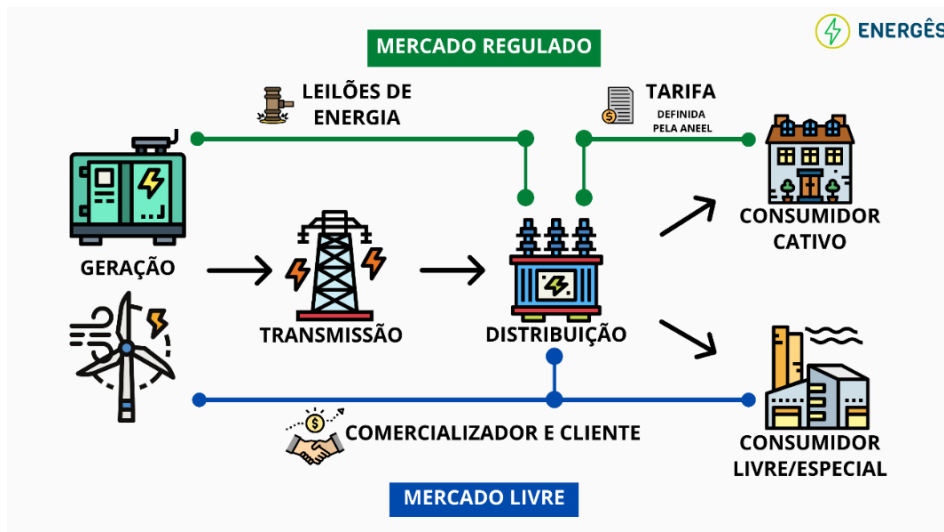 ENERGÊS
MERCADO REGULADO
LEILÕES DE
ENERGIA
TARIFA
DEFINIDA
PELA ANEEL
CONSUMIDOR
CATIVO
GERAÇÃO
TRANSMISSÃO
DISTRIBUIÇÃO
COMERCIALIZADOR E CLIENTE
CONSUMIDOR
LIVRE/ESPECIAL
MERCADO LIVRE